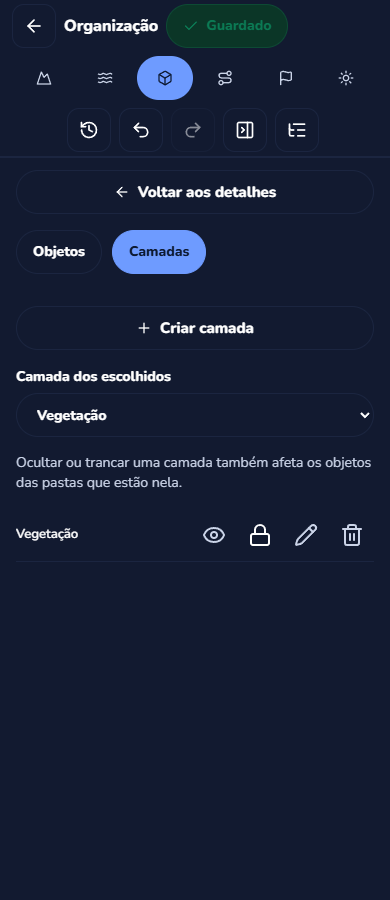 Organização
Guardado
Voltar aos detalhes
Objetos
Camadas
Criar camada
Camada dos escolhidos
Vegetação
Ocultar ou trancar uma camada também afeta os objetos
das pastas que estão nela.
Vegetação